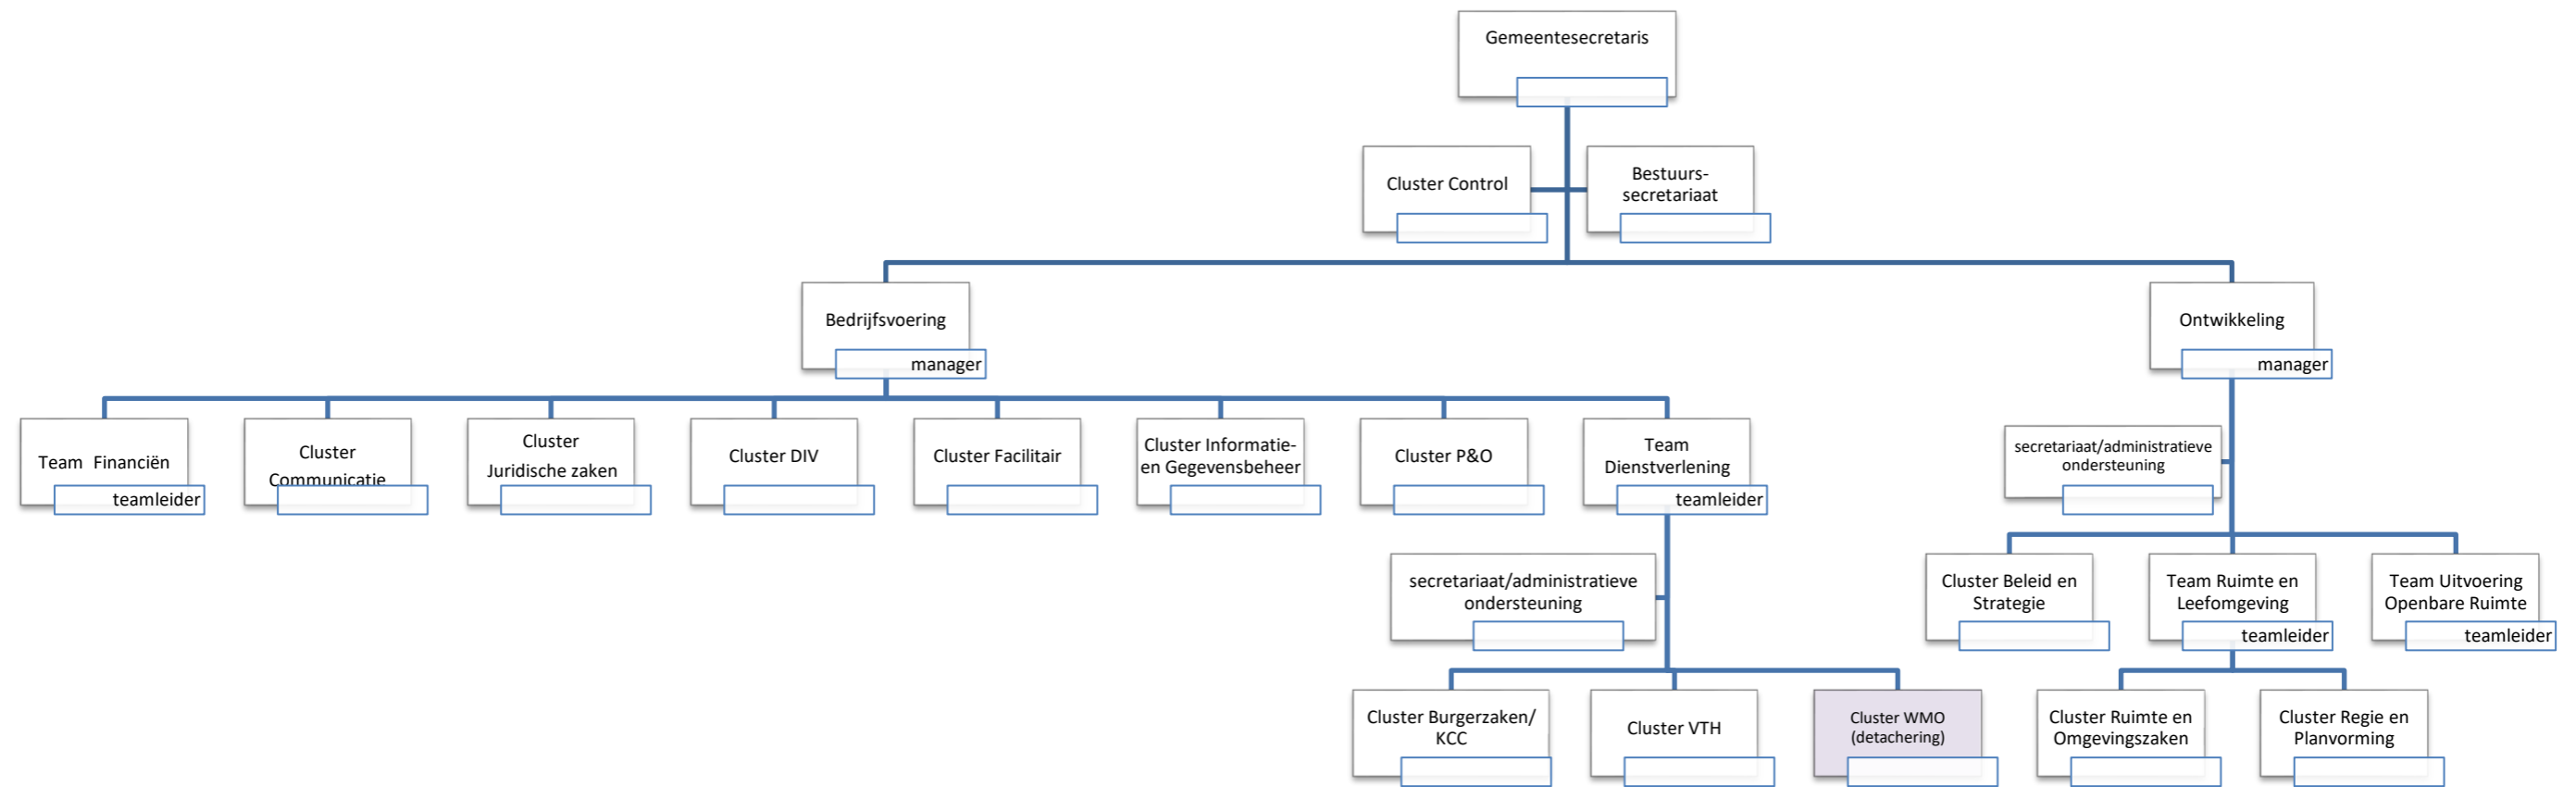 Gemeentesecretaris
Cluster Control
Bestuurs-
secretariaat
Bedrijfsvoering
manager
Ontwikkeling
manager
Team Financiën
teamleider
Cluster
Communicatie
Cluster
Juridische zaken
Cluster DIV
Cluster Facilitair
Cluster Informatie-
en Gegevensbeheer
Cluster P&O
Team
Dienstverlening
teamleider
secretariaat/administratieve
ondersteuning
secretariaat/administratieve
ondersteuning
Cluster Beleid en
Strategie
Team Ruimte en
Leefomgeving
teamleider
Team Uitvoering
Openbare Ruimte
teamleider
Cluster Burgerzaken/
KCC
Cluster VTH
Cluster WMO
(detachering)
Cluster Ruimte en
Omgevingszaken
Cluster Regie en
Planvorming